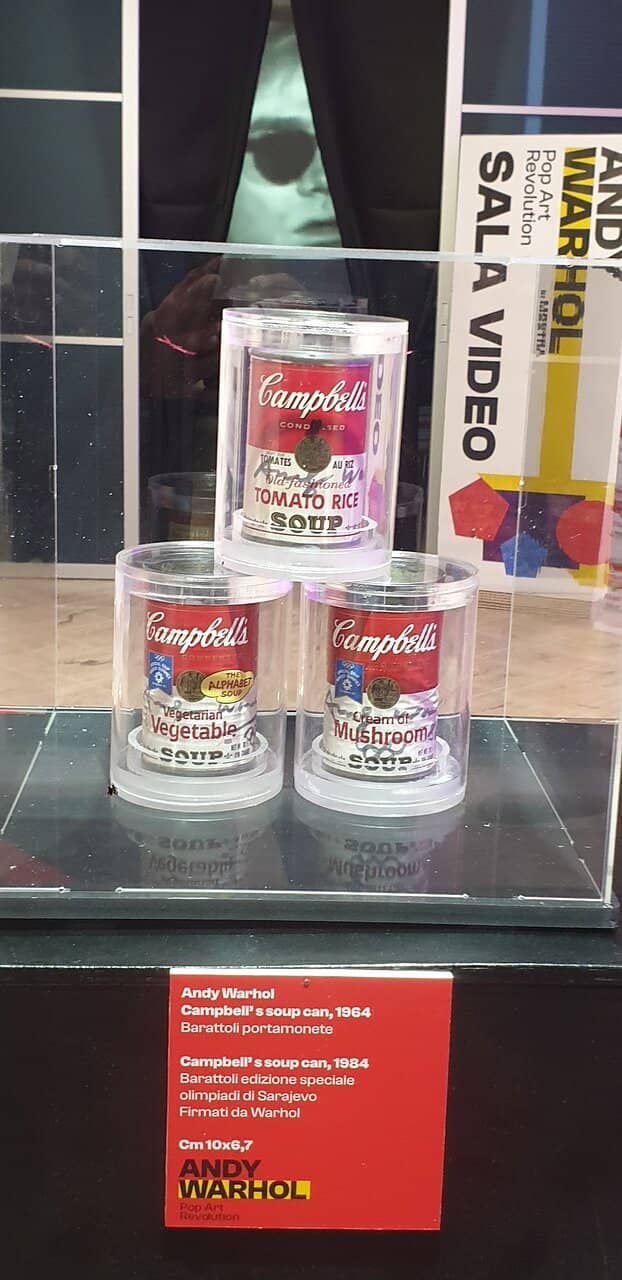 ANDY
WARHOL
Pop Art
Revolution
SALA VIDEO
Campbell's
CONDENSED
TOMATES AU RIZ
Old-fashioned
TOMATO RICE
SOUP
Campbell's
THE
ALPHABET
SOUP
Vegetarian
Vegetable
SOUP
Campbell's
Cream of
Mushroom
SOUP
Andy Warhol
Campbell' s soup can, 1964
Barattoli portamonete
Campbell' s soup can, 1984
Barattoli edizione speciale
olimpiadi di Sarajevo
Firmati da Warhol
Cm 10x6,7
ANDY
WARHOL
Pop Art
Revolution